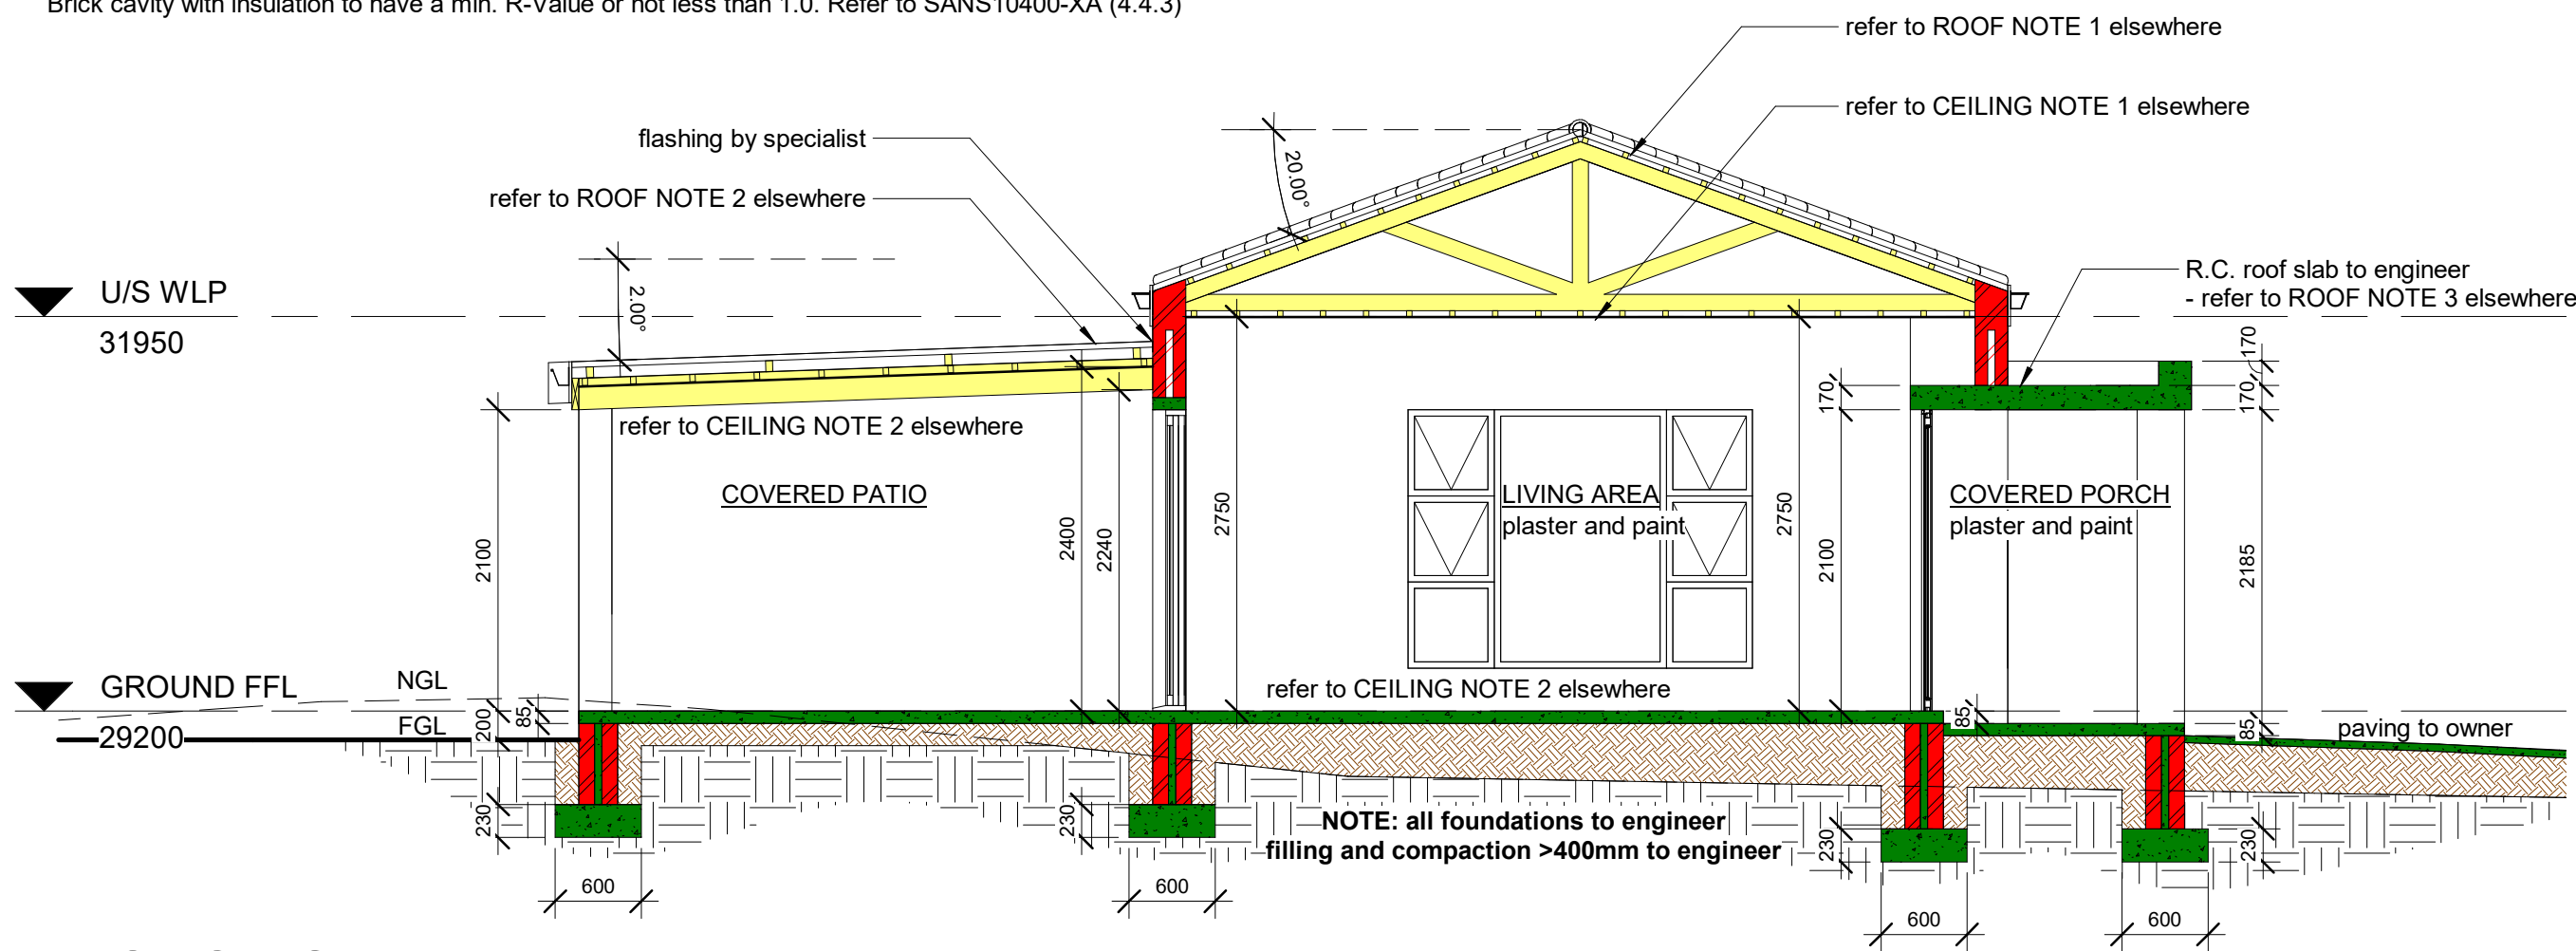 Brick cavity with insulation to have a min. R-Value of not less than 1.0. Refer to SANS10400-XA (4.4.3)
refer to ROOF NOTE 1 elsewhere
refer to CEILING NOTE 1 elsewhere
flashing by specialist
refer to ROOF NOTE 2 elsewhere
20.00°
2.00°
U/S WLP
31950
R.C. roof slab to engineer
- refer to ROOF NOTE 3 elsewhere
170
170
170
refer to CEILING NOTE 2 elsewhere
COVERED PATIO
LIVING AREA
plaster and paint
COVERED PORCH
plaster and paint
2100
2400
2240
2750
2750
2100
2185
GROUND FFL
29200
NGL
FGL
200
85
refer to CEILING NOTE 2 elsewhere
85
85
paving to owner
230
230
230
230
NOTE: all foundations to engineer
filling and compaction >400mm to engineer
600
600
600
600